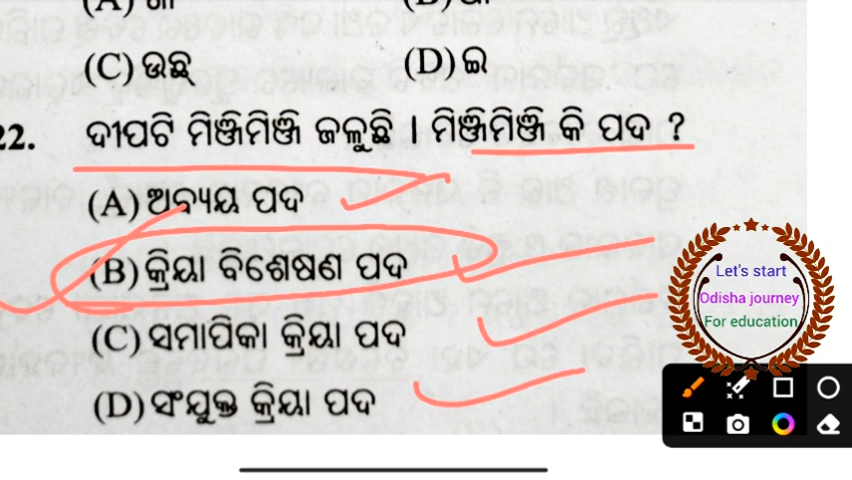 (C) ଉଛ୍ (D) ଇ
22. ଦୀପଟି ମିଞ୍ଜିମିଞ୍ଜି ଜଳୁଛି । ମିଞ୍ଜିମିଞ୍ଜି କି ପଦ ?
(A) ଅବ୍ୟୟ ପଦ
(B) କ୍ରିୟା ବିଶେଷଣ ପଦ
(C) ସମାପିକା କ୍ରିୟା ପଦ
(D) ସଂଯୁକ୍ତ କ୍ରିୟା ପଦ
Let's start
Odisha journey
For education